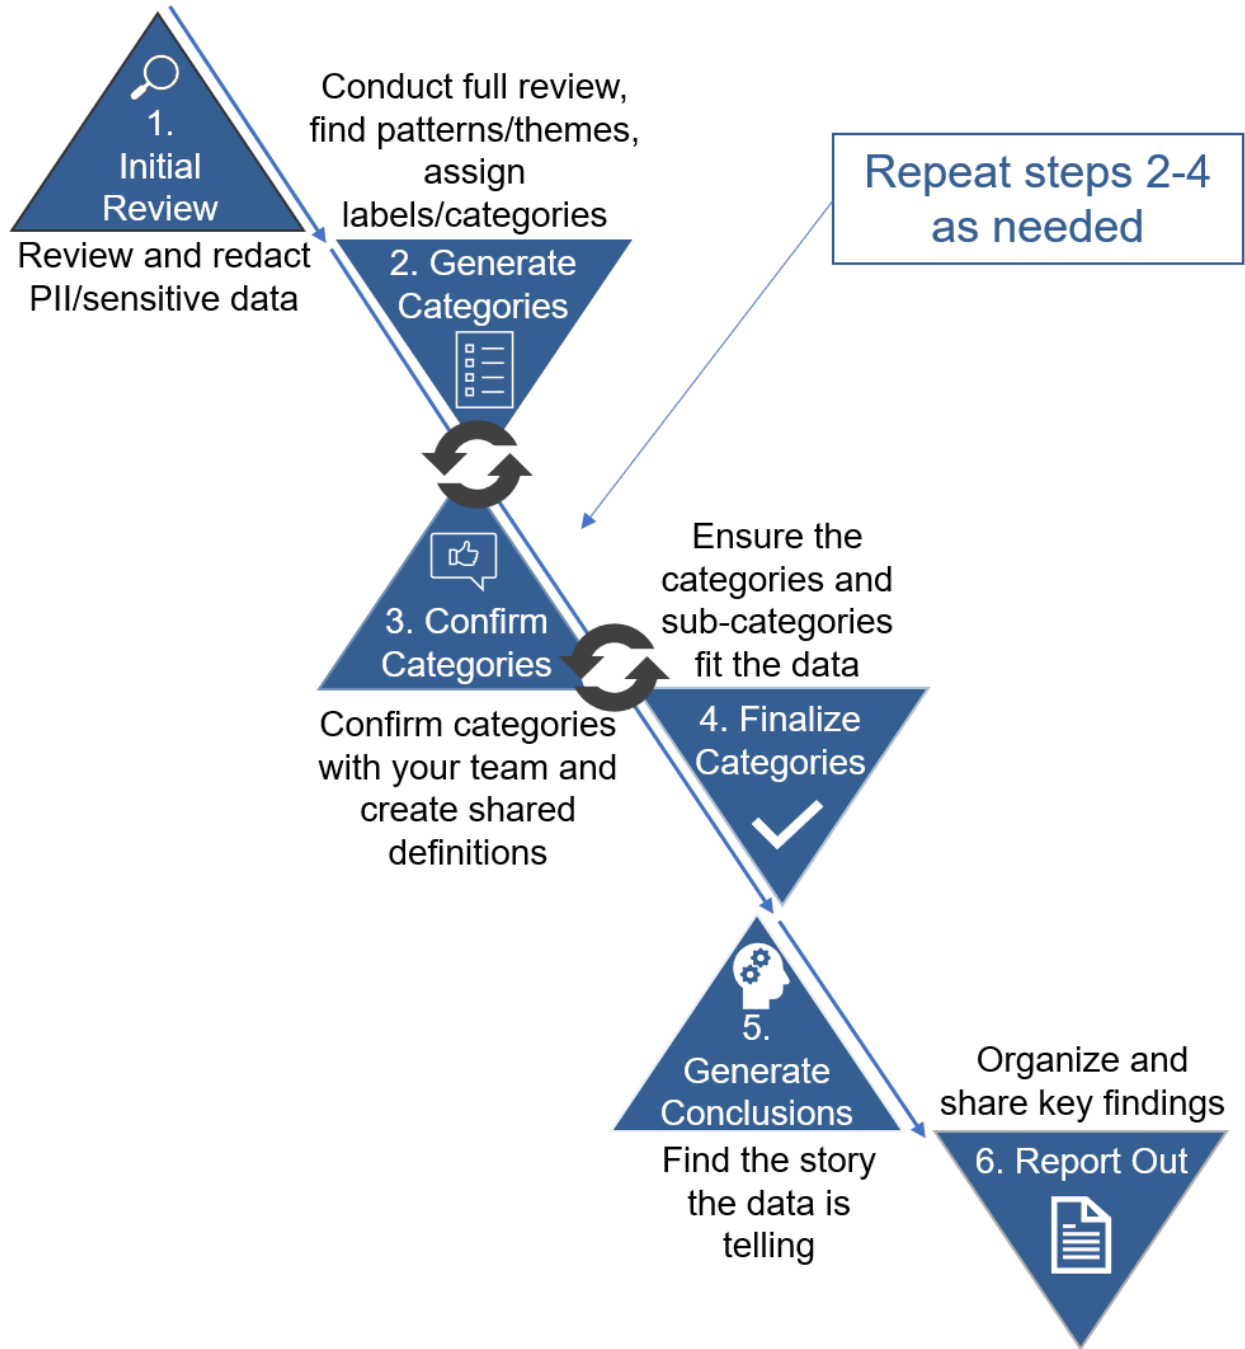 1.
Initial
Review
Review and redact
PII/sensitive data
Conduct full review,
find patterns/themes,
assign
labels/categories
2. Generate
Categories
Repeat steps 2-4
as needed
3. Confirm
Categories
Confirm categories
with your team and
create shared
definitions
Ensure the
categories and
sub-categories
fit the data
4. Finalize
Categories
5.
Generate
Conclusions
Find the story
the data is
telling
Organize and
share key findings
6. Report Out